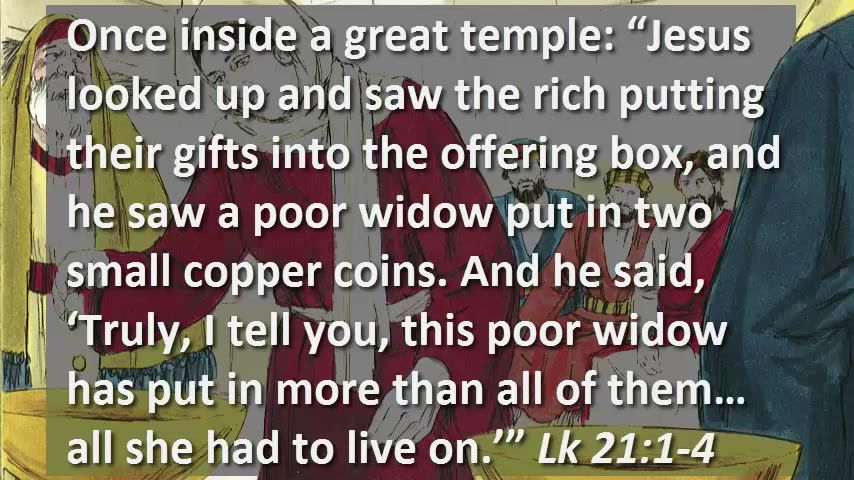 Once inside a great temple: “Jesus
looked up and saw the rich putting
their gifts into the offering box, and
he saw a poor widow put in two
small copper coins. And he said,
‘Truly, I tell you, this poor widow
has put in more than all of them…
all she had to live on.’” Lk 21:1-4